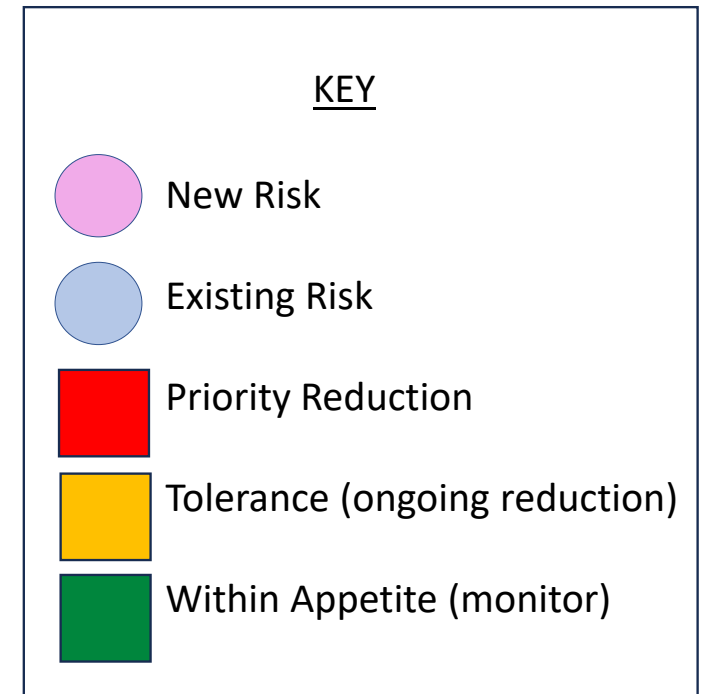 KEY
New Risk
Existing Risk
Priority Reduction
Tolerance (ongoing reduction)
Within Appetite (monitor)